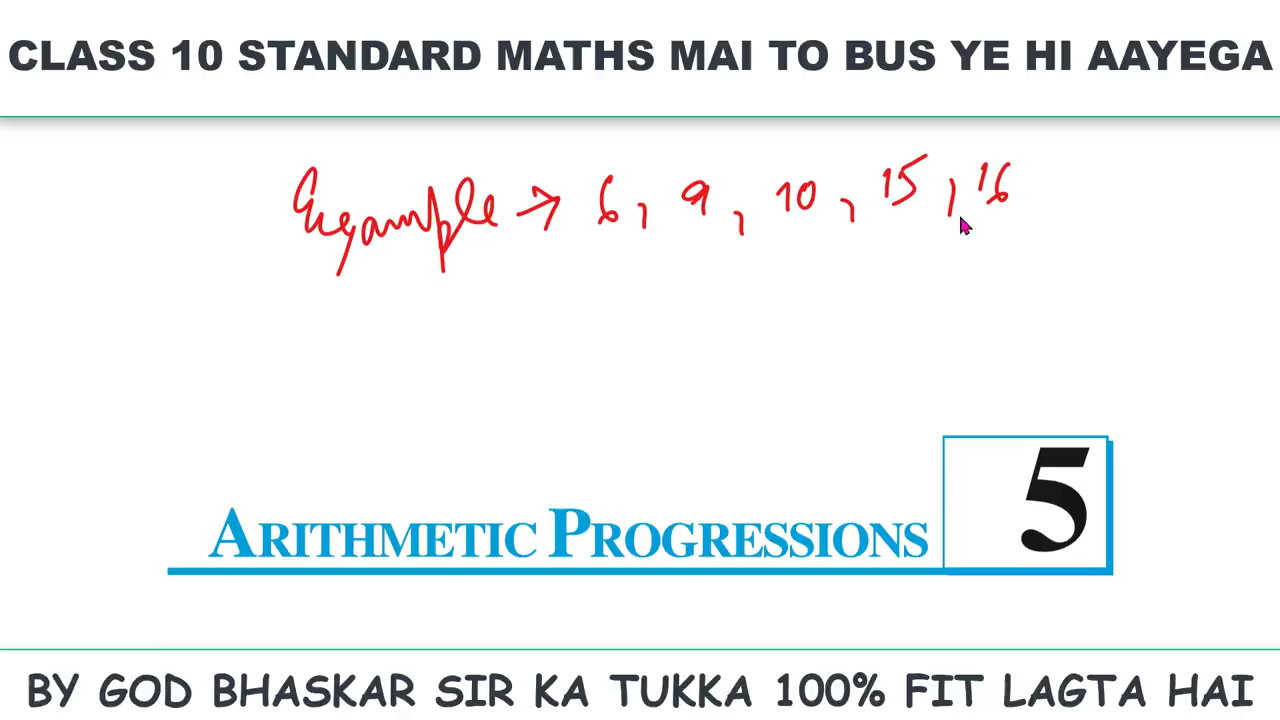 CLASS 10 STANDARD MATHS MAI TO BUS YE HI AAYEGA
Example → 6, 9, 10, 15, 16
5
ARITHMETIC PROGRESSIONS
BY GOD BHASKAR SIR KA TUKKA 100% FIT LAGTA HAI